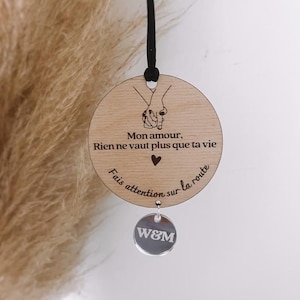 Mon amour,
Rien ne vaut plus que ta vie
Fais attention sur la route
W&M